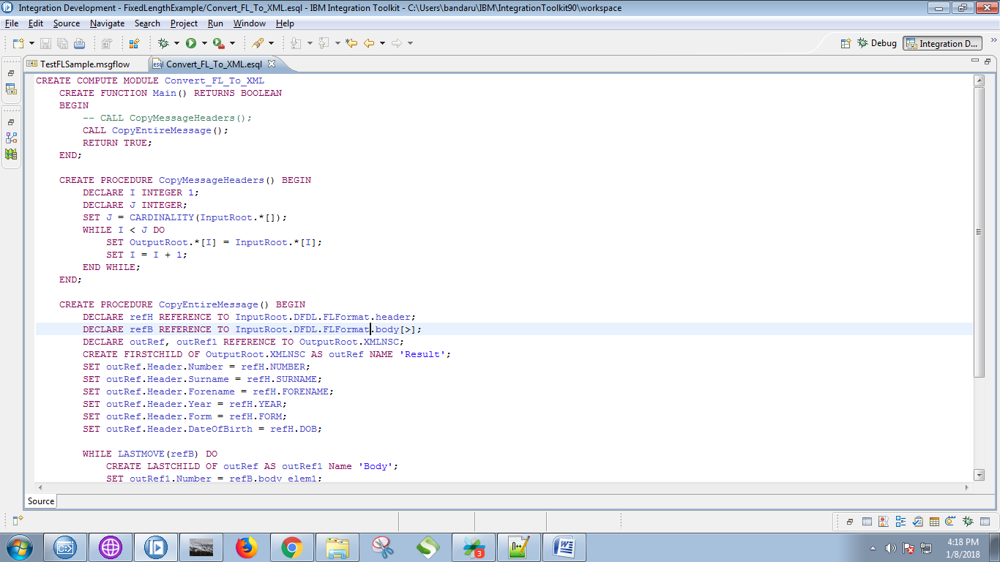 Integration Development - FixedLengthExample/Convert_FL_To_XML.esql - IBM Integration Toolkit - C:\Users\bandaru\IBM\IntegrationToolkit90\workspace
File Edit Source Navigate Search Project Run Window Help
Debug Integration D...
TestFLSample.msgflow Convert_FL_To_XML.esql
CREATE COMPUTE MODULE Convert_FL_To_XML
CREATE FUNCTION Main() RETURNS BOOLEAN
BEGIN
-- CALL CopyMessageHeaders();
CALL CopyEntireMessage();
RETURN TRUE;
END;
CREATE PROCEDURE CopyMessageHeaders() BEGIN
DECLARE I INTEGER 1;
DECLARE J INTEGER;
SET J = CARDINALITY(InputRoot.*[]);
WHILE I < J DO
SET OutputRoot.*[I] = InputRoot.*[I];
SET I = I + 1;
END WHILE;
END;
CREATE PROCEDURE CopyEntireMessage() BEGIN
DECLARE refH REFERENCE TO InputRoot.DFDL.FLFormat.header;
DECLARE refB REFERENCE TO InputRoot.DFDL.FLFormat.body[>];
DECLARE outRef, outRef1 REFERENCE TO OutputRoot.XMLNSC;
CREATE FIRSTCHILD OF OutputRoot.XMLNSC AS outRef NAME 'Result';
SET outRef.Header.Number = refH.NUMBER;
SET outRef.Header.Surname = refH.SURNAME;
SET outRef.Header.Forename = refH.FORENAME;
SET outRef.Header.Year = refH.YEAR;
SET outRef.Header.Form = refH.FORM;
SET outRef.Header.DateOfBirth = refH.DOB;
WHILE LASTMOVE(refB) DO
CREATE LASTCHILD OF outRef AS outRef1 Name 'Body';
SET outRef1.Number = refB.body_elem1;
Source
3
4:18 PM
1/8/2018